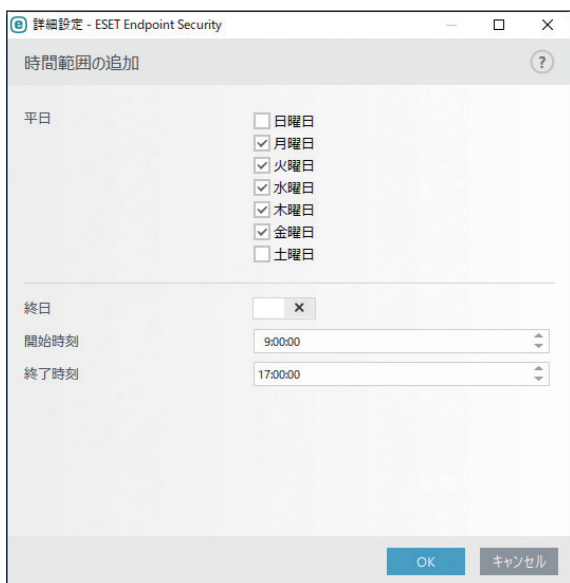 詳細設定 - ESET Endpoint Security
時間範囲の追加
?
平日
日曜日
月曜日
火曜日
水曜日
木曜日
金曜日
土曜日
終日
開始時刻
9:00:00
終了時刻
17:00:00
OK
キャンセル